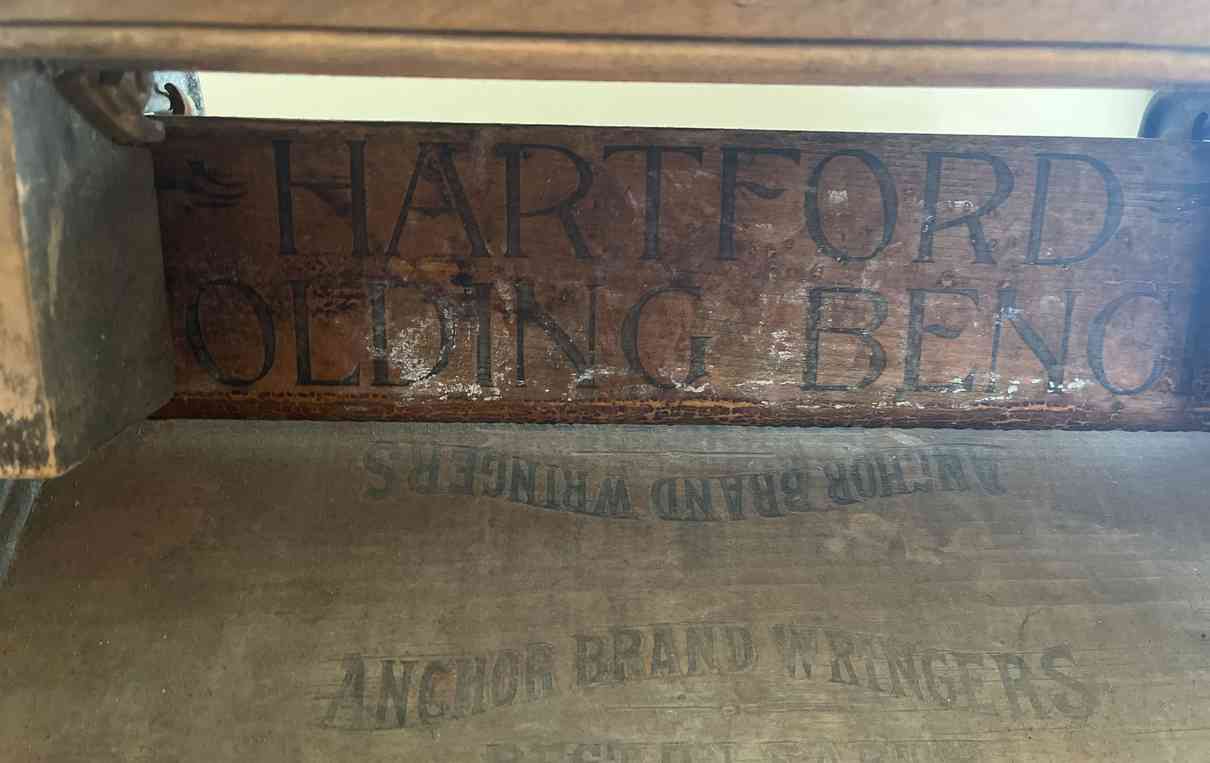 HARTFORD
OLDING BENC
ANCHOR BRAND WRINGERS
ANCHOR BRAND WRINGERS